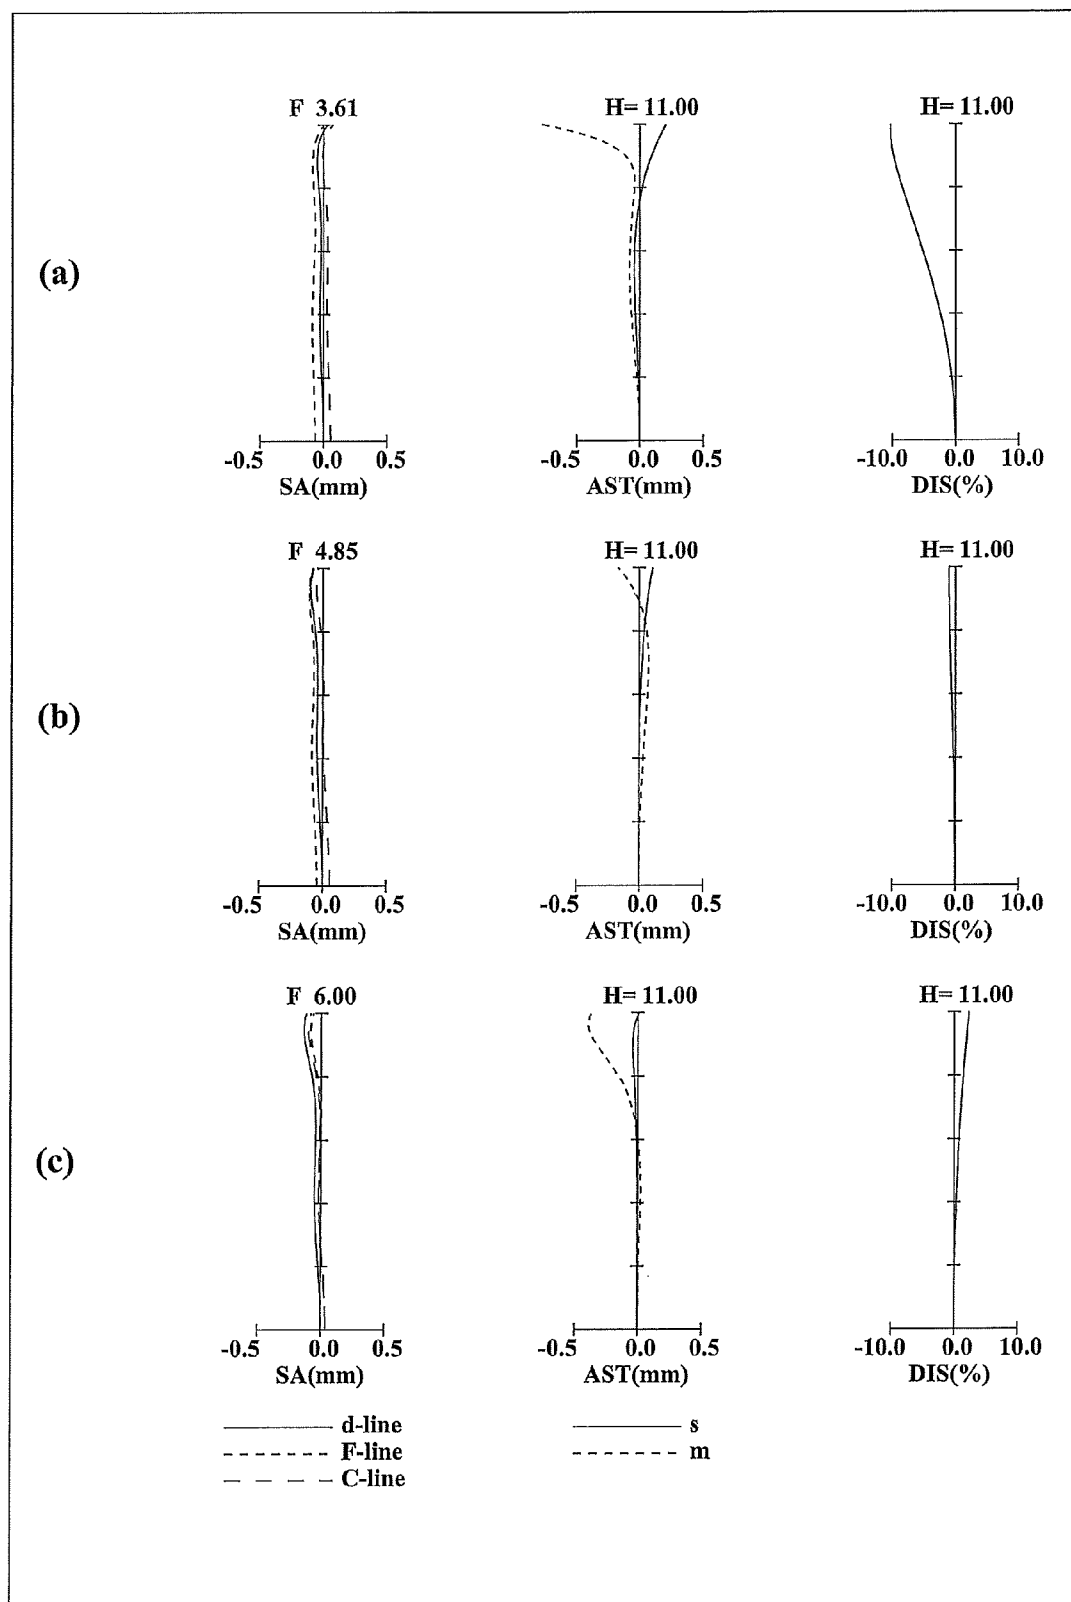 F 3.61 H= 11.00 H= 11.00
(a)
-0.5 0.0 0.5 -0.5 0.0 0.5 -10.0 0.0 10.0
SA(mm) AST(mm) DIS(%)
F 4.85 H= 11.00 H= 11.00
(b)
-0.5 0.0 0.5 -0.5 0.0 0.5 -10.0 0.0 10.0
SA(mm) AST(mm) DIS(%)
F 6.00 H= 11.00 H= 11.00
(c)
-0.5 0.0 0.5 -0.5 0.0 0.5 -10.0 0.0 10.0
SA(mm) AST(mm) DIS(%)
d-line s
F-line m
C-line